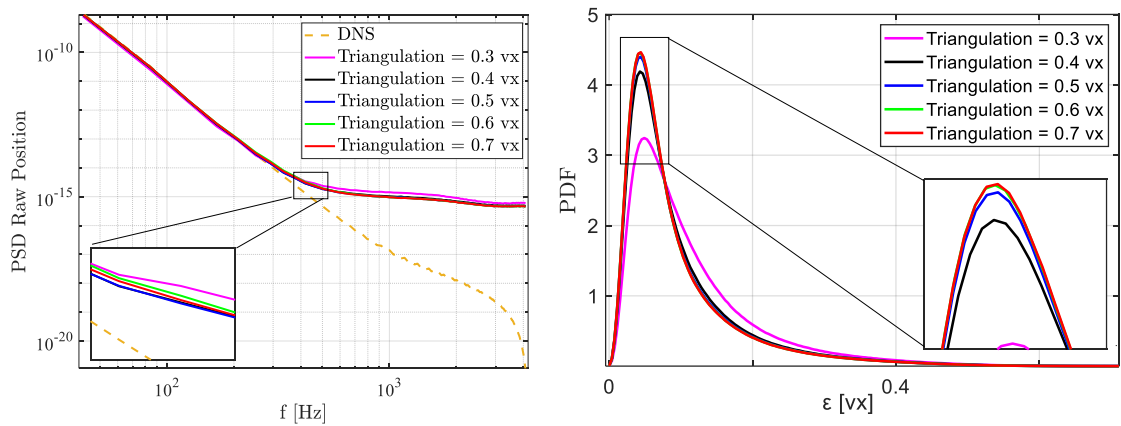 PSD Raw Position
10^-10
10^-15
10^-20
10^2
10^3
f [Hz]
DNS
Triangulation = 0.3 vx
Triangulation = 0.4 vx
Triangulation = 0.5 vx
Triangulation = 0.6 vx
Triangulation = 0.7 vx
PDF
5
4
3
2
1
0
0.4
ε [vx]
Triangulation = 0.3 vx
Triangulation = 0.4 vx
Triangulation = 0.5 vx
Triangulation = 0.6 vx
Triangulation = 0.7 vx